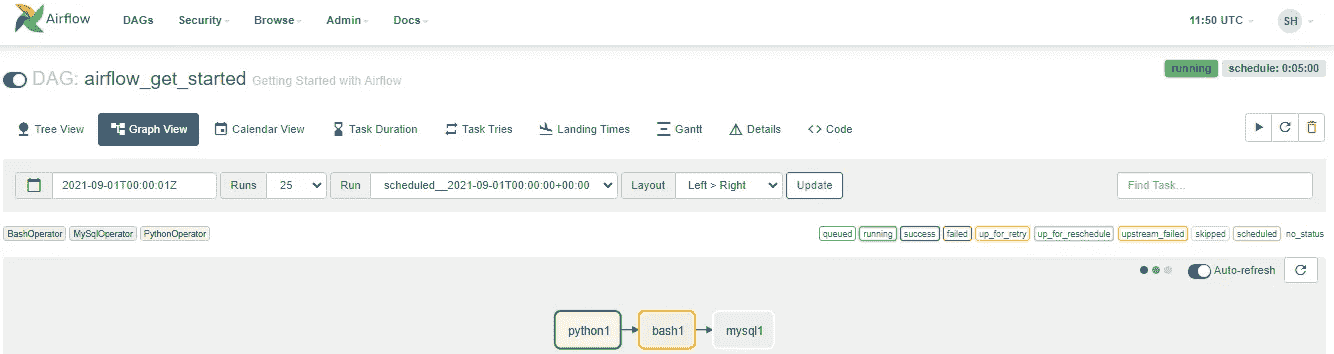 Airflow DAGs Security Browse Admin Docs 11:50 UTC SH
DAG: airflow_get_started Getting Started with Airflow running schedule: 0:05:00
Tree View Graph View Calendar View Task Duration Task Tries Landing Times Gantt Details <> Code
2021-09-01T00:00:01Z Runs 25 Run scheduled__2021-09-01T00:00:00+00:00 Layout Left > Right Update Find Task...
BashOperator MySqlOperator PythonOperator queued running success failed up_for_retry up_for_reschedule upstream_failed skipped scheduled no_status
Auto-refresh
python1 bash1 mysql1